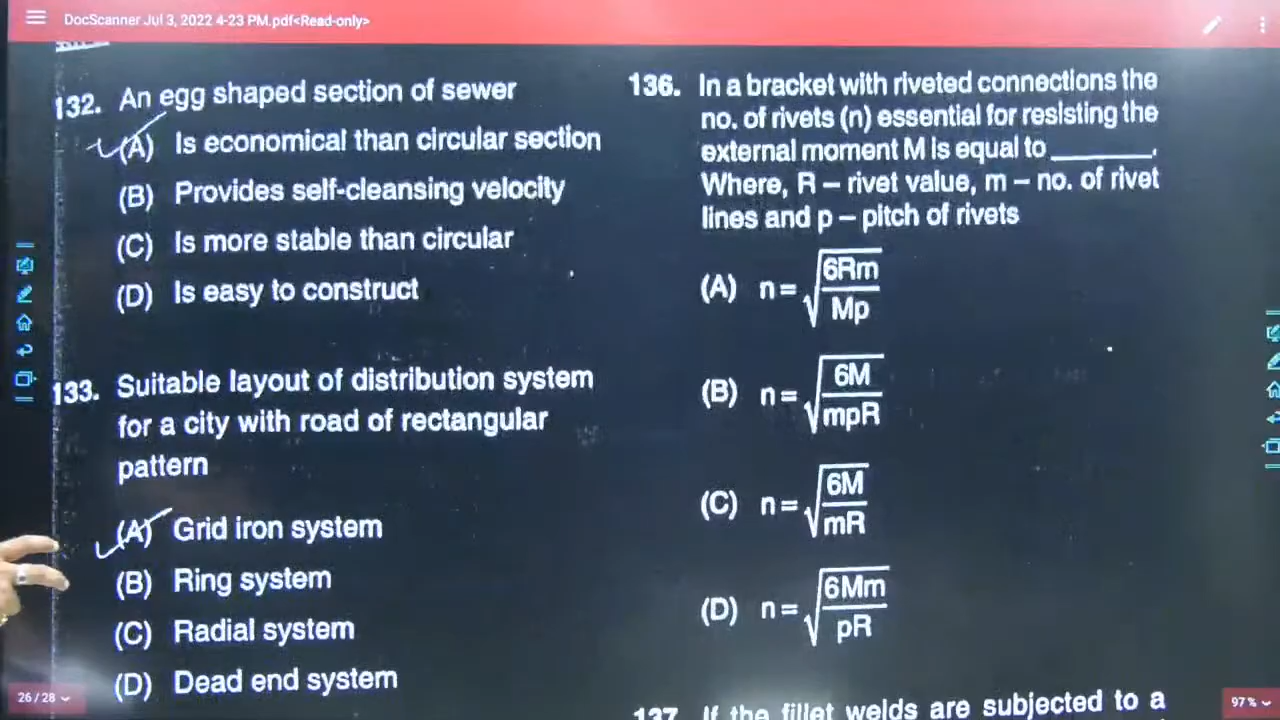 DocScanner Jul 3, 2022 4-23 PM.pdf<Read-only>
132. An egg shaped section of sewer
(A) Is economical than circular section
(B) Provides self-cleansing velocity
(C) Is more stable than circular
(D) Is easy to construct
133. Suitable layout of distribution system
for a city with road of rectangular
pattern
(A) Grid iron system
(B) Ring system
(C) Radial system
(D) Dead end system
136. In a bracket with riveted connections the
no. of rivets (n) essential for resisting the
external moment M is equal to ________.
Where, R – rivet value, m – no. of rivet
lines and p – pitch of rivets
(A) n = √(6Rm/Mp)
(B) n = √(6M/mpR)
(C) n = √(6M/mR)
(D) n = √(6Mm/pR)
137. If the fillet welds are subjected to a
26 / 28
97 %